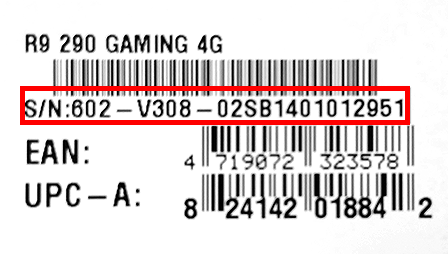 R9 290 GAMING 4G
S/N:602-V308-02SB1401012951
EAN: 4 719072 323578
UPC-A: 8 24142 01884 2